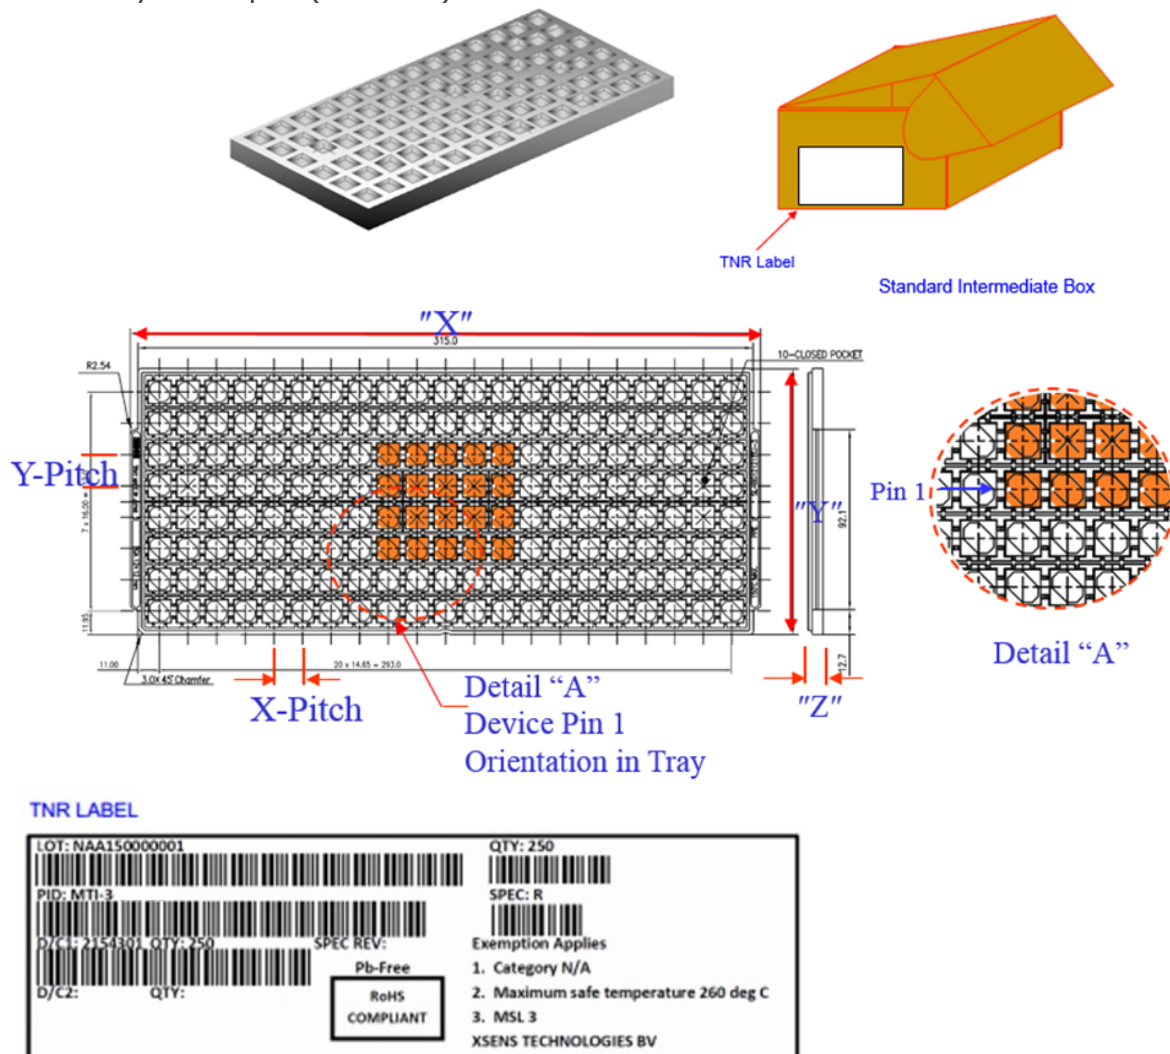 TNR Label
Standard Intermediate Box
"X"
315.0
R2.54
10-CLOSED POCKET
Y-Pitch
"Y"
92.1
Pin 1
11.95
12.7
11.00
20 x 14.65 = 293.0
3.0X45°Chamfer
X-Pitch
"Z"
Detail “A”
Device Pin 1
Orientation in Tray
Detail “A”
TNR LABEL
LOT: NAA150000001 QTY: 250
PID: MTI-3 SPEC: R
D/C1: 2154301 QTY: 250 SPEC REV: Exemption Applies
Pb-Free 1. Category N/A
D/C2: QTY: RoHS COMPLIANT 2. Maximum safe temperature 260 deg C
3. MSL 3
XSENS TECHNOLOGIES BV